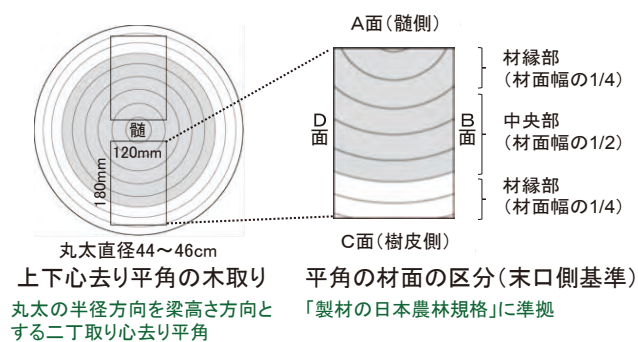 髄
120mm
180mm
丸太直径44～46cm
上下心去り平角の木取り
丸太の半径方向を梁高さ方向と
する二丁取り心去り平角
A面(髄側)
D面
B面
C面(樹皮側)
材縁部
(材面幅の1/4)
中央部
(材面幅の1/2)
材縁部
(材面幅の1/4)
平角の材面の区分(末口側基準)
「製材の日本農林規格」に準拠